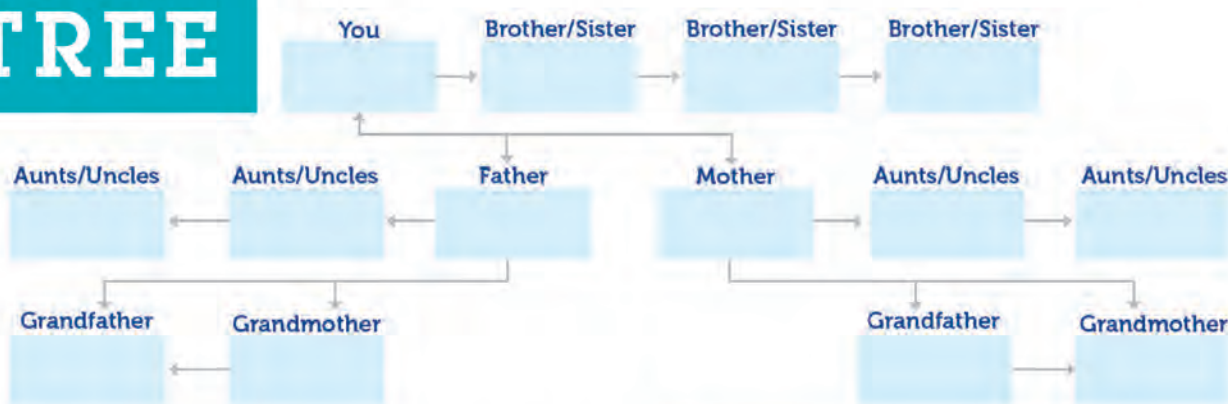 TREE
You Brother/Sister Brother/Sister Brother/Sister
Aunts/Uncles Aunts/Uncles Father Mother Aunts/Uncles Aunts/Uncles
Grandfather Grandmother Grandfather Grandmother